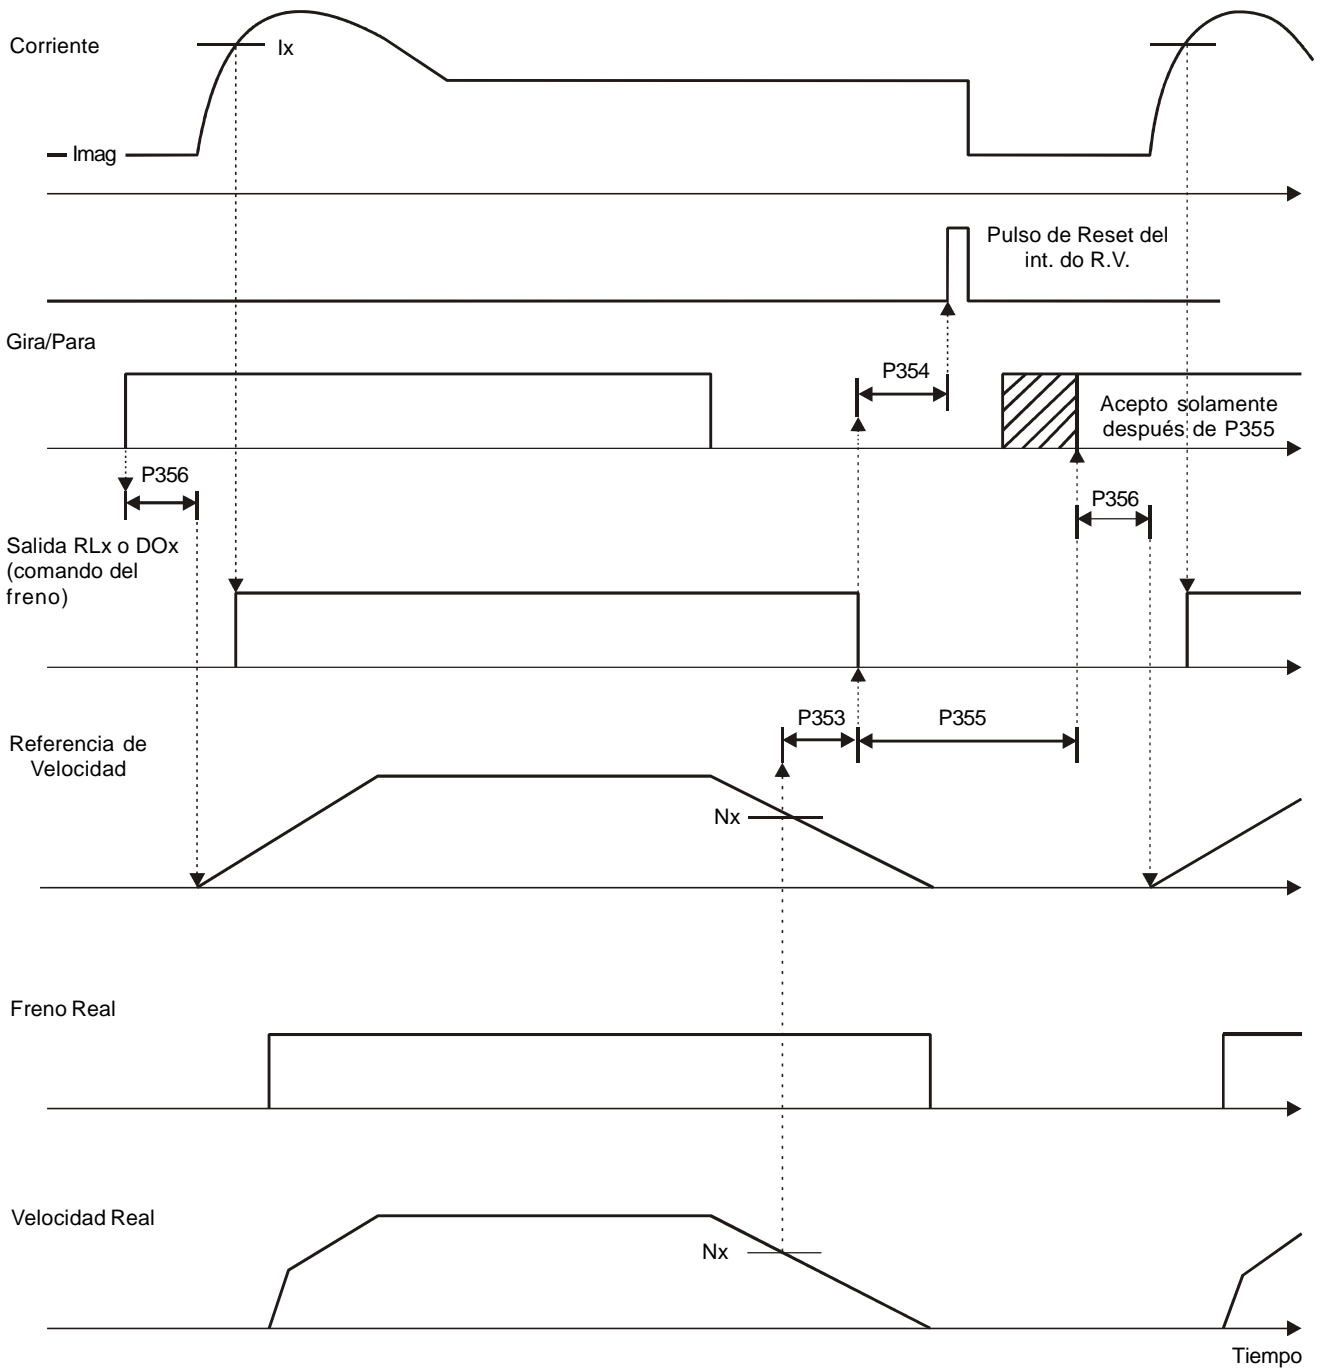 Corriente
Ix
Imag
Pulso de Reset del
int. do R.V.
Gira/Para
P354
Acepto solamente
después de P355
P356
P356
Salida RLx o DOx
(comando del
freno)
P353
P355
Referencia de
Velocidad
Nx
Freno Real
Velocidad Real
Nx
Tiempo